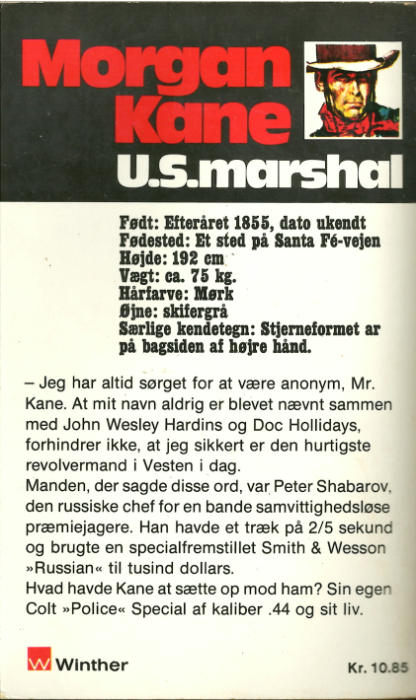 Morgan
Kane
U.S.marshal
Født: Efteråret 1855, dato ukendt
Fødested: Et sted på Santa Fé-vejen
Højde: 192 cm
Vægt: ca. 75 kg.
Hårfarve: Mørk
Øjne: skifergrå
Særlige kendetegn: Stjerneformet ar
på bagsiden af højre hånd.
– Jeg har altid sørget for at være anonym, Mr.
Kane. At mit navn aldrig er blevet nævnt sammen
med John Wesley Hardins og Doc Hollidays,
forhindrer ikke, at jeg sikkert er den hurtigste
revolvermand i Vesten i dag.
Manden, der sagde disse ord, var Peter Shabarov,
den russiske chef for en bande samvittighedsløse
præmiejagere. Han havde et træk på 2/5 sekund
og brugte en specialfremstillet Smith & Wesson
»Russian« til tusind dollars.
Hvad havde Kane at sætte op mod ham? Sin egen
Colt »Police« Special af kaliber .44 og sit liv.
W Winther
Kr. 10.85